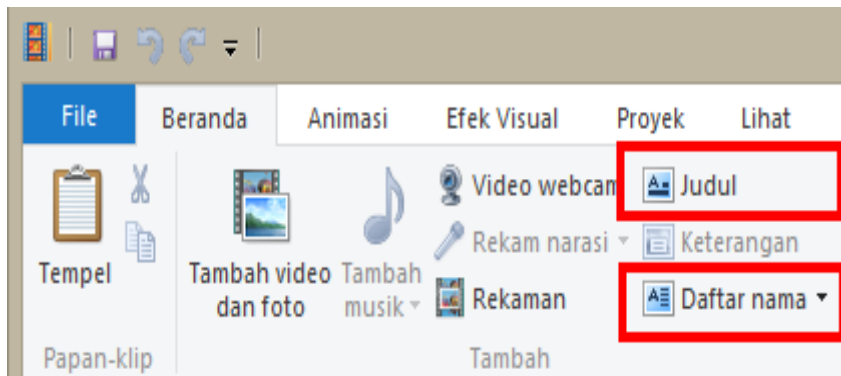 File Beranda Animasi Efek Visual Proyek Lihat
Tempel
Tambah video
dan foto
Tambah
musik
Video webcam
Rekam narasi
Rekaman
Judul
Keterangan
Daftar nama
Papan-klip
Tambah